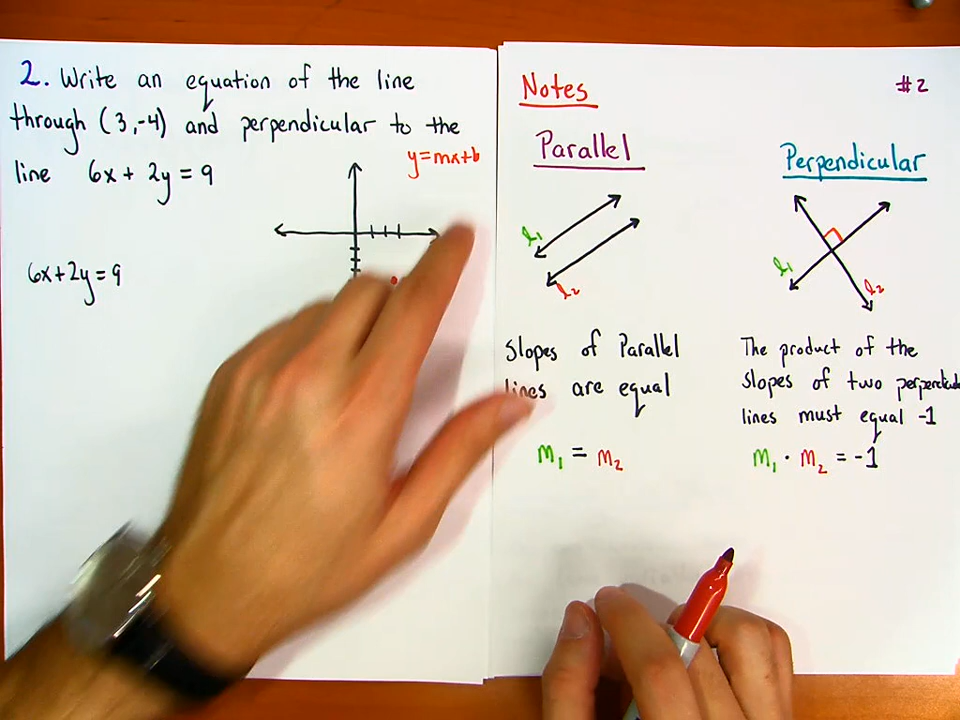 2. Write an equation of the line
through (3,-4) and perpendicular to the
line 6x + 2y = 9
y=mx+b
6x+2y=9
Notes
#2
Parallel
l1
l2
Slopes of Parallel
lines are equal
m1 = m2
Perpendicular
l1
l2
The product of the
slopes of two
lines must equal -1
m1 · m2 = -1